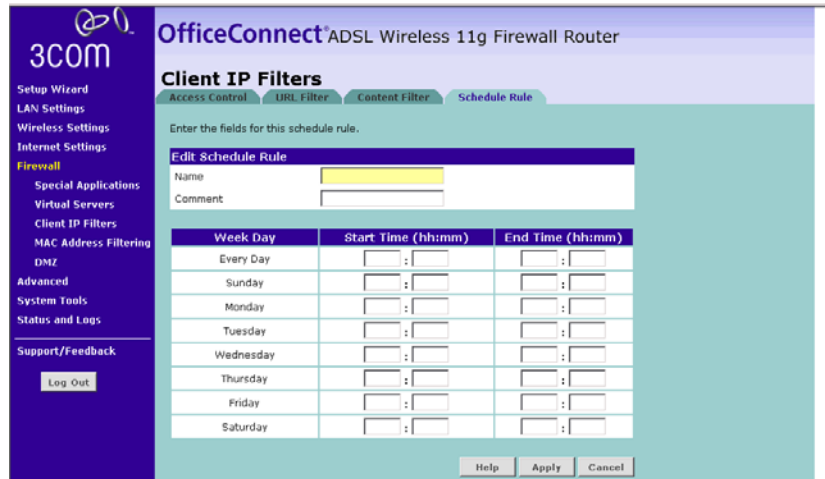 3COM
OfficeConnect® ADSL Wireless 11g Firewall Router
Client IP Filters
Access Control
URL Filter
Content Filter
Schedule Rule
Setup Wizard
LAN Settings
Wireless Settings
Internet Settings
Firewall
Special Applications
Virtual Servers
Client IP Filters
MAC Address Filtering
DMZ
Advanced
System Tools
Status and Logs
Support/Feedback
Log Out
Enter the fields for this schedule rule.
Edit Schedule Rule
Name
Comment
Week Day Start Time (hh:mm) End Time (hh:mm)
Every Day : :
Sunday : :
Monday : :
Tuesday : :
Wednesday : :
Thursday : :
Friday : :
Saturday : :
Help Apply Cancel